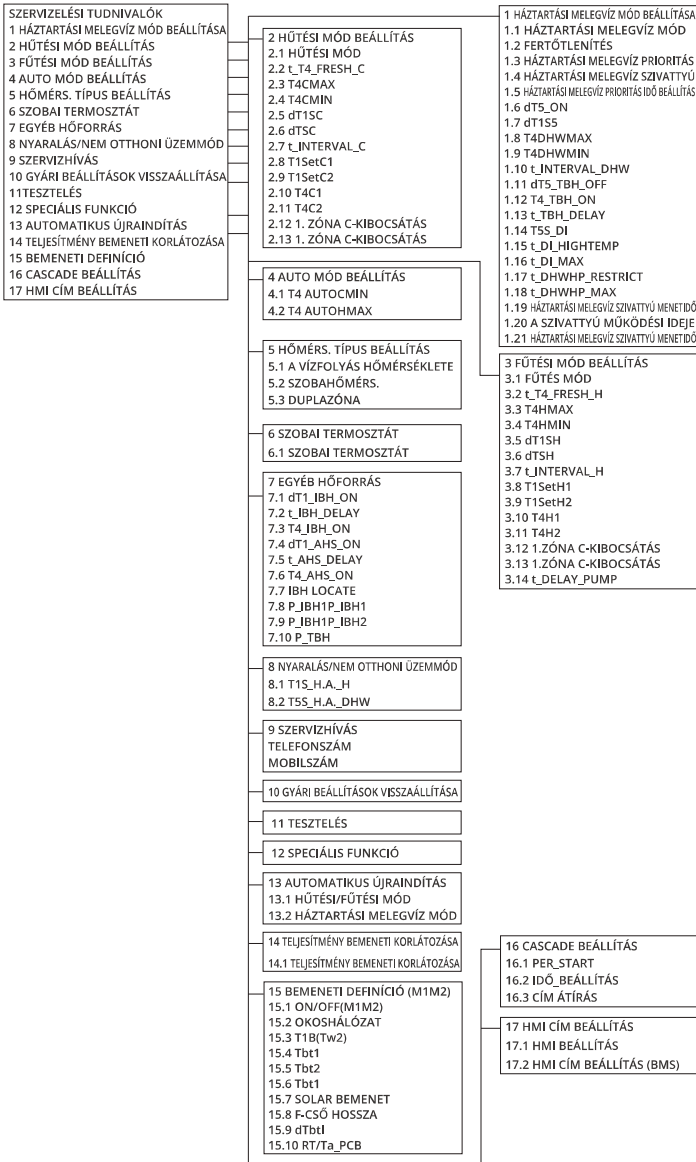 SZERVIZELÉSI TUDNIVALÓK
1 HÁZTARTÁSI MELEGVÍZ MÓD BEÁLLÍTÁSA
2 HŰTÉSI MÓD BEÁLLÍTÁS
3 FŰTÉSI MÓD BEÁLLÍTÁS
4 AUTO MÓD BEÁLLÍTÁS
5 HŐMÉRS. TÍPUS BEÁLLÍTÁS
6 SZOBAI TERMOSZTÁT
7 EGYÉB HŐFORRÁS
8 NYARALÁS/NEM OTTHONI ÜZEMMÓD
9 SZERVIZHÍVÁS
10 GYÁRI BEÁLLÍTÁSOK VISSZAÁLLÍTÁSA
11TESZTELÉS
12 SPECIÁLIS FUNKCIÓ
13 AUTOMATIKUS ÚJRAINDÍTÁS
14 TELJESÍTMÉNY BEMENETI KORLÁTOZÁSA
15 BEMENETI DEFINÍCIÓ
16 CASCADE BEÁLLÍTÁS
17 HMI CÍM BEÁLLÍTÁS
2 HŰTÉSI MÓD BEÁLLÍTÁS
2.1 HŰTÉSI MÓD
2.2 t_T4_FRESH_C
2.3 T4CMAX
2.4 T4CMIN
2.5 dT1SC
2.6 dTSC
2.7 t_INTERVAL_C
2.8 T1SetC1
2.9 T1SetC2
2.10 T4C1
2.11 T4C2
2.12 1. ZÓNA C-KIBOCSÁTÁS
2.13 1. ZÓNA C-KIBOCSÁTÁS
4 AUTO MÓD BEÁLLÍTÁS
4.1 T4 AUTOCMIN
4.2 T4 AUTOHMAX
5 HŐMÉRS. TÍPUS BEÁLLÍTÁS
5.1 A VÍZFOLYÁS HŐMÉRSÉKLETE
5.2 SZOBAHŐMÉRS.
5.3 DUPLAZÓNA
6 SZOBAI TERMOSZTÁT
6.1 SZOBAI TERMOSZTÁT
7 EGYÉB HŐFORRÁS
7.1 dT1_IBH_ON
7.2 t_IBH_DELAY
7.3 T4_IBH_ON
7.4 dT1_AHS_ON
7.5 t_AHS_DELAY
7.6 T4_AHS_ON
7.7 IBH LOCATE
7.8 P_IBH1P_IBH1
7.9 P_IBH1P_IBH2
7.10 P_TBH
8 NYARALÁS/NEM OTTHONI ÜZEMMÓD
8.1 T1S_H.A._H
8.2 T5S_H.A._DHW
9 SZERVIZHÍVÁS
TELEFONSZÁM
MOBILSZÁM
10 GYÁRI BEÁLLÍTÁSOK VISSZAÁLLÍTÁSA
11 TESZTELÉS
12 SPECIÁLIS FUNKCIÓ
13 AUTOMATIKUS ÚJRAINDÍTÁS
13.1 HŰTÉSI/FŰTÉSI MÓD
13.2 HÁZTARTÁSI MELEGVÍZ MÓD
14 TELJESÍTMÉNY BEMENETI KORLÁTOZÁSA
14.1 TELJESÍTMÉNY BEMENETI KORLÁTOZÁSA
15 BEMENETI DEFINÍCIÓ (M1M2)
15.1 ON/OFF(M1M2)
15.2 OKOSHÁLÓZAT
15.3 T1B(Tw2)
15.4 Tbt1
15.5 Tbt2
15.6 Tbt1
15.7 SOLAR BEMENET
15.8 F-CSŐ HOSSZA
15.9 dTbtl
15.10 RT/Ta_PCB
1 HÁZTARTÁSI MELEGVÍZ MÓD BEÁLLÍTÁSA
1.1 HÁZTARTÁSI MELEGVÍZ MÓD
1.2 FERTŐTLENÍTÉS
1.3 HÁZTARTÁSI MELEGVÍZ PRIORITÁS
1.4 HÁZTARTÁSI MELEGVÍZ SZIVATTYÚ
1.5 HÁZTARTÁSI MELEGVÍZ PRIORITÁS IDŐ BEÁLLÍTÁS
1.6 dT5_ON
1.7 dT1S5
1.8 T4DHWMAX
1.9 T4DHWMIN
1.10 t_INTERVAL_DHW
1.11 dT5_TBH_OFF
1.12 T4_TBH_ON
1.13 t_TBH_DELAY
1.14 T5S_DI
1.15 t_DI_HIGHTEMP
1.16 t_DI_MAX
1.17 t_DHWHP_RESTRICT
1.18 t_DHWHP_MAX
1.19 HÁZTARTÁSI MELEGVÍZ SZIVATTYÚ MENETIDŐ
1.20 A SZIVATTYÚ MŰKÖDÉSI IDEJE
1.21 HÁZTARTÁSI MELEGVÍZ SZIVATTYÚ MENETIDŐ
3 FŰTÉSI MÓD BEÁLLÍTÁS
3.1 FŰTÉS MÓD
3.2 t_T4_FRESH_H
3.3 T4HMAX
3.4 T4HMIN
3.5 dT1SH
3.6 dTSH
3.7 t_INTERVAL_H
3.8 T1SetH1
3.9 T1SetH2
3.10 T4H1
3.11 T4H2
3.12 1.ZÓNA C-KIBOCSÁTÁS
3.13 1.ZÓNA C-KIBOCSÁTÁS
3.14 t_DELAY_PUMP
16 CASCADE BEÁLLÍTÁS
16.1 PER_START
16.2 IDŐ_BEÁLLÍTÁS
16.3 CÍM ÁTÍRÁS
17 HMI CÍM BEÁLLÍTÁS
17.1 HMI BEÁLLÍTÁS
17.2 HMI CÍM BEÁLLÍTÁS (BMS)